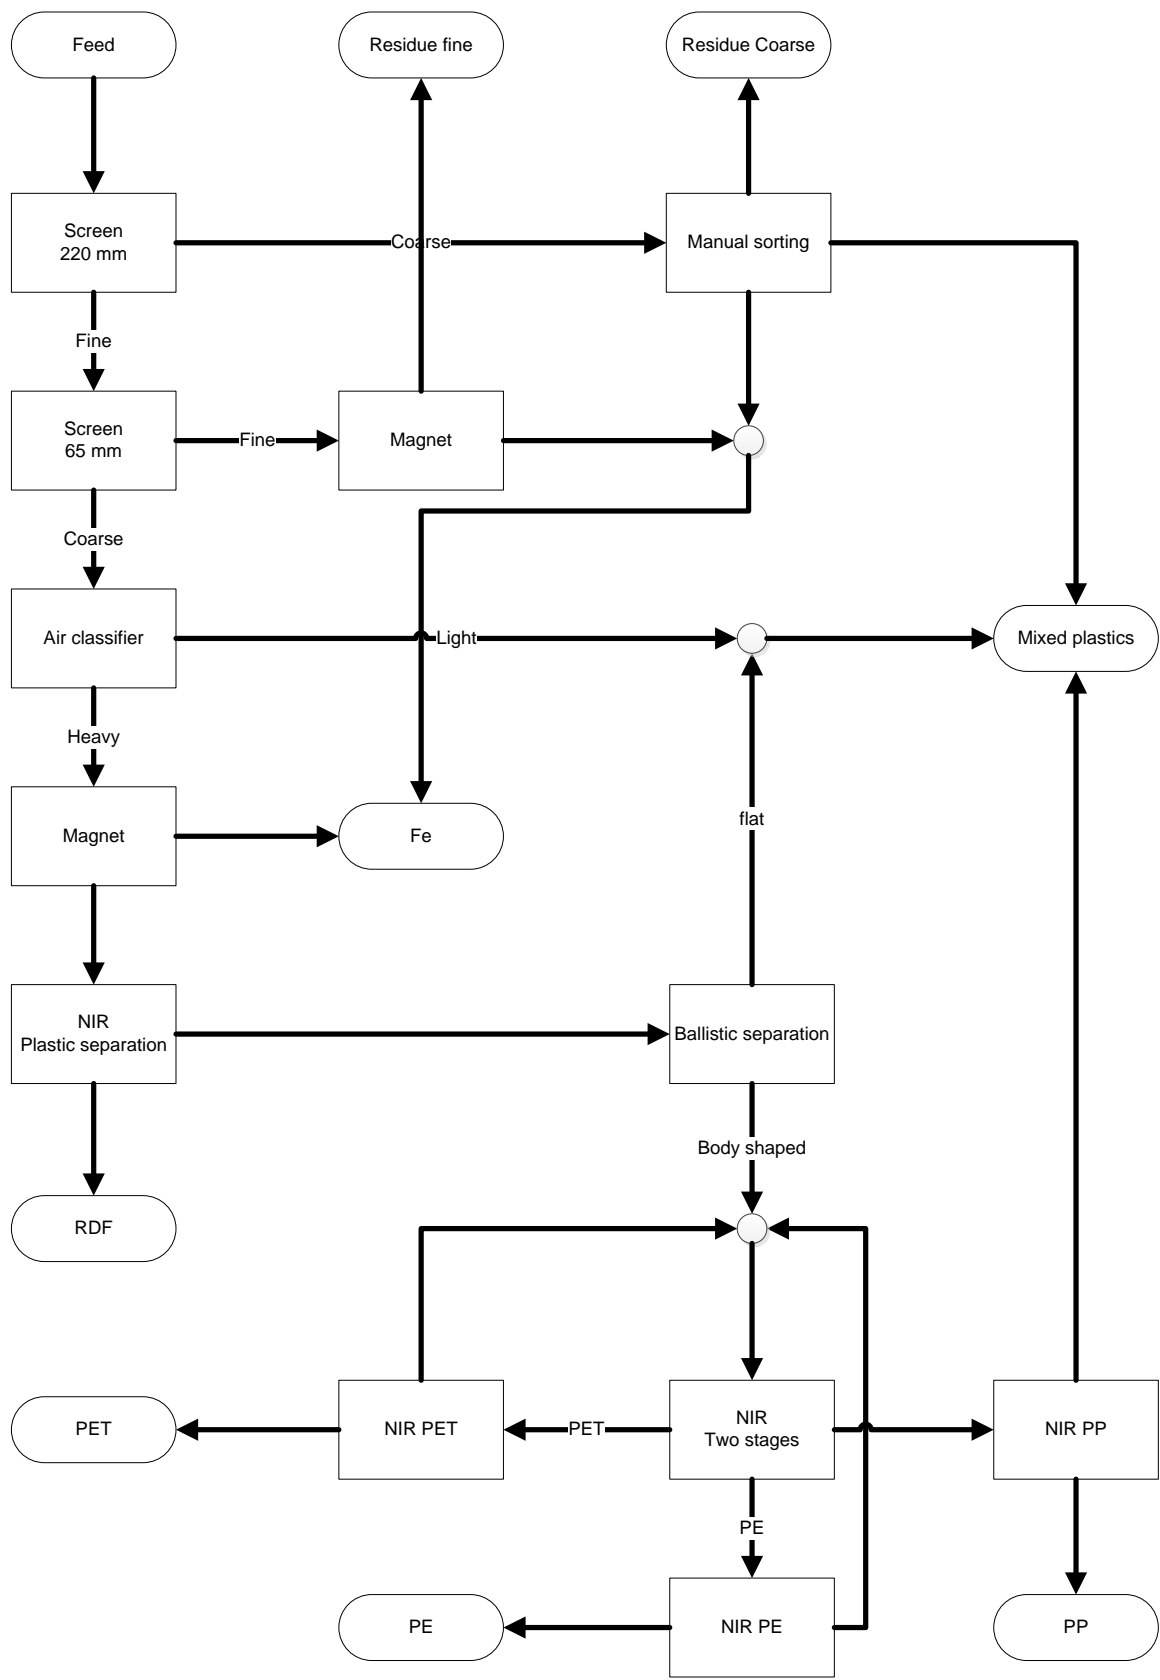 Feed
Residue fine
Residue Coarse
Screen
220 mm
Coarse
Manual sorting
Fine
Screen
65 mm
Fine
Magnet
Coarse
Air classifier
Light
Mixed plastics
Heavy
Magnet
Fe
flat
NIR
Plastic separation
Ballistic separation
Body shaped
RDF
PET
NIR PET
PET
NIR
Two stages
NIR PP
PE
PE
NIR PE
PP